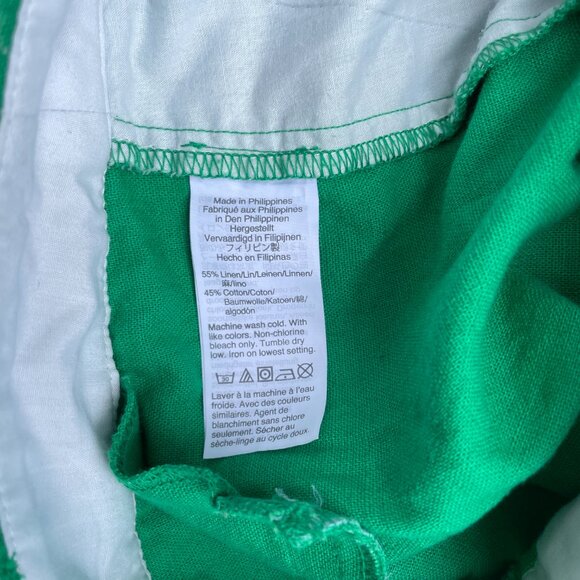 Made in Philippines
Fabriqué aux Philippines
in Den Philippinen
Hergestellt
Vervaardigd in Filipijnen
フィリピン製
Hecho en Filipinas
55% Linen/Lin/Leinen/Linnen/
麻/lino
45% Cotton/Coton/
Baumwolle/Katoen/綿/
algodón
Machine wash cold. With
like colors. Non-chlorine
bleach only. Tumble dry
low. Iron on lowest setting.
30
Laver à la machine à l'eau
froide. Avec des couleurs
similaires. Agent de
blanchiment sans chlore
seulement. Sécher au
sèche-linge au cycle doux.